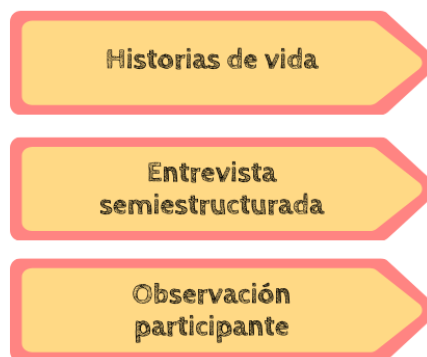 Historias de vida
Entrevista
semiestructurada
Observación
participante